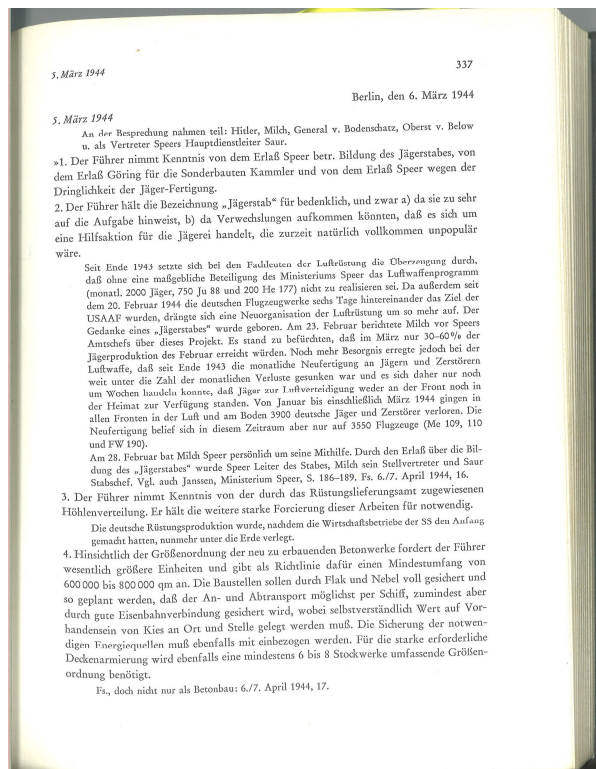 5. März 1944
337
Berlin, den 6. März 1944
5. März 1944
An der Besprechung nahmen teil: Hitler, Milch, General v. Bodenschatz, Oberst v. Below
u. als Vertreter Speers Hauptdienstleiter Saur.
»1. Der Führer nimmt Kenntnis von dem Erlaß Speer betr. Bildung des Jägerstabes, von
dem Erlaß Göring für die Sonderbauten Kammler und von dem Erlaß Speer wegen der
Dringlichkeit der Jäger-Fertigung.
2. Der Führer hält die Bezeichnung „Jägerstab“ für bedenklich, und zwar a) da sie zu sehr
auf die Aufgabe hinweist, b) da Verwechslungen aufkommen könnten, daß es sich um
eine Hilfsaktion für die Jägerei handelt, die zurzeit natürlich vollkommen unpopulär
wäre.
Seit Ende 1943 setzte sich bei den Fachleuten der Luftrüstung die Überzeugung durch,
daß ohne eine maßgebliche Beteiligung des Ministeriums Speer das Luftwaffenprogramm
(monatl. 2000 Jäger, 750 Ju 88 und 200 He 177) nicht zu realisieren sei. Da außerdem seit
dem 20. Februar 1944 die deutschen Flugzeugwerke sechs Tage hintereinander das Ziel der
USAAF wurden, drängte sich eine Neuorganisation der Luftrüstung um so mehr auf. Der
Gedanke eines „Jägerstabes“ wurde geboren. Am 23. Februar berichtete Milch vor Speers
Amtschefs über dieses Projekt. Es stand zu befürchten, daß im März nur 30–60% der
Jägerproduktion des Februar erreicht würden. Noch mehr Besorgnis erregte jedoch bei der
Luftwaffe, daß seit Ende 1943 die monatliche Neufertigung an Jägern und Zerstörern
weit unter die Zahl der monatlichen Verluste gesunken war und es sich daher nur noch
um Wochen handeln konnte, daß Jäger zur Luftverteidigung weder an der Front noch in
der Heimat zur Verfügung standen. Von Januar bis einschließlich März 1944 gingen in
allen Fronten in der Luft und am Boden 3900 deutsche Jäger und Zerstörer verloren. Die
Neufertigung belief sich in diesem Zeitraum aber nur auf 3550 Flugzeuge (Me 109, 110
und FW 190).
Am 28. Februar bat Milch Speer persönlich um seine Mithilfe. Durch den Erlaß über die Bil-
dung des „Jägerstabes“ wurde Speer Leiter des Stabes, Milch sein Stellvertreter und Saur
Stabschef. Vgl. auch Janssen, Ministerium Speer, S. 186–189. Fs. 6./7. April 1944, 16.
3. Der Führer nimmt Kenntnis von der durch das Rüstungslieferungsamt zugewiesenen
Höhlenverteilung. Er hält die weitere starke Forcierung dieser Arbeiten für notwendig.
Die deutsche Rüstungsproduktion wurde, nachdem die Wirtschaftsbetriebe der SS den Anfang
gemacht hatten, nunmehr unter die Erde verlegt.
4. Hinsichtlich der Größenordnung der neu zu erbauenden Betonwerke fordert der Führer
wesentlich größere Einheiten und gibt als Richtlinie dafür einen Mindestumfang von
600 000 bis 800 000 qm an. Die Baustellen sollen durch Flak und Nebel voll gesichert und
so geplant werden, daß der An- und Abtransport möglichst per Schiff, zumindest aber
durch gute Eisenbahnverbindung gesichert wird, wobei selbstverständlich Wert auf Vor-
handensein von Kies an Ort und Stelle gelegt werden muß. Die Sicherung der notwen-
digen Energiequellen muß ebenfalls mit einbezogen werden. Für die starke erforderliche
Deckenarmierung wird ebenfalls eine mindestens 6 bis 8 Stockwerke umfassende Größen-
ordnung benötigt.
Fs., doch nicht nur als Betonbau: 6./7. April 1944, 17.